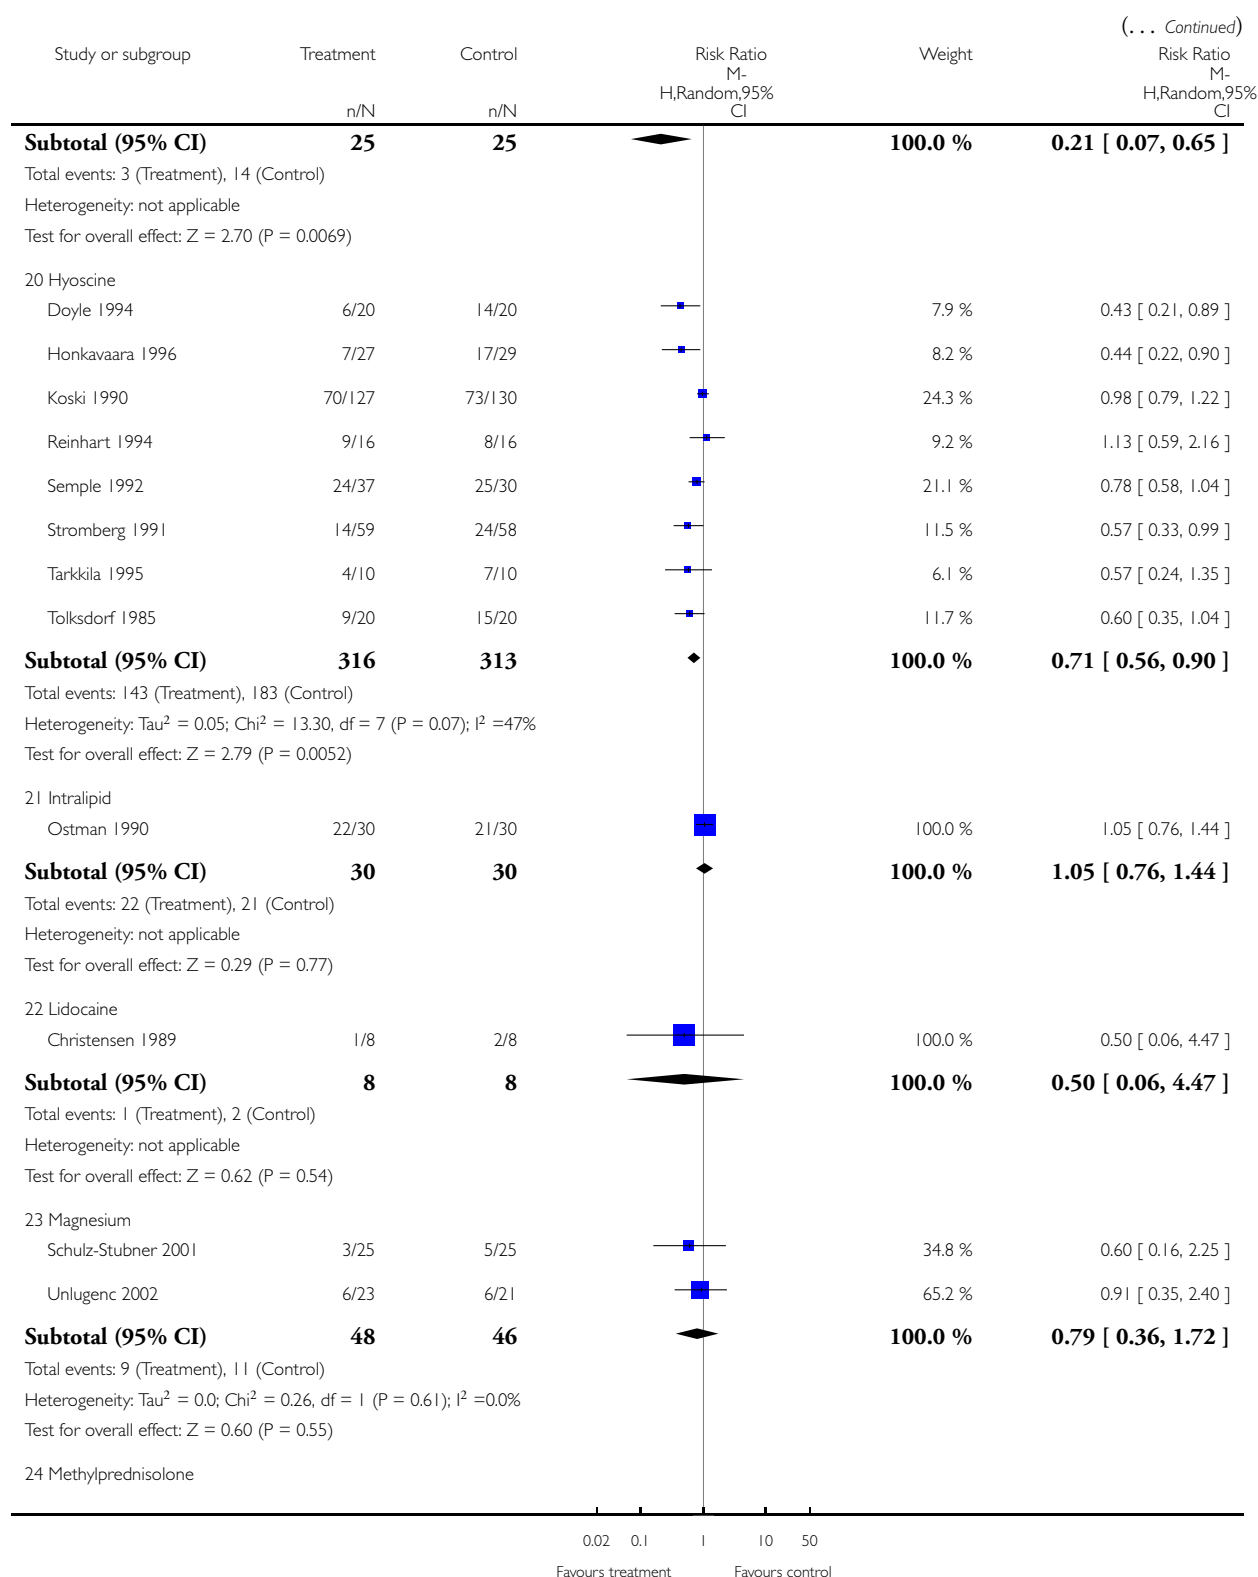 (... Continued)
Study or subgroup Treatment Control Risk Ratio Weight Risk Ratio
M- M-
H,Random,95% H,Random,95%
n/N n/N CI CI
Subtotal (95% CI) 25 25 100.0 % 0.21 [ 0.07, 0.65 ]
Total events: 3 (Treatment), 14 (Control)
Heterogeneity: not applicable
Test for overall effect: Z = 2.70 (P = 0.0069)
20 Hyoscine
Doyle 1994 6/20 14/20 7.9 % 0.43 [ 0.21, 0.89 ]
Honkavaara 1996 7/27 17/29 8.2 % 0.44 [ 0.22, 0.90 ]
Koski 1990 70/127 73/130 24.3 % 0.98 [ 0.79, 1.22 ]
Reinhart 1994 9/16 8/16 9.2 % 1.13 [ 0.59, 2.16 ]
Semple 1992 24/37 25/30 21.1 % 0.78 [ 0.58, 1.04 ]
Stromberg 1991 14/59 24/58 11.5 % 0.57 [ 0.33, 0.99 ]
Tarkkila 1995 4/10 7/10 6.1 % 0.57 [ 0.24, 1.35 ]
Tolksdorf 1985 9/20 15/20 11.7 % 0.60 [ 0.35, 1.04 ]
Subtotal (95% CI) 316 313 100.0 % 0.71 [ 0.56, 0.90 ]
Total events: 143 (Treatment), 183 (Control)
Heterogeneity: Tau² = 0.05; Chi² = 13.30, df = 7 (P = 0.07); I² =47%
Test for overall effect: Z = 2.79 (P = 0.0052)
21 Intralipid
Ostman 1990 22/30 21/30 100.0 % 1.05 [ 0.76, 1.44 ]
Subtotal (95% CI) 30 30 100.0 % 1.05 [ 0.76, 1.44 ]
Total events: 22 (Treatment), 21 (Control)
Heterogeneity: not applicable
Test for overall effect: Z = 0.29 (P = 0.77)
22 Lidocaine
Christensen 1989 1/8 2/8 100.0 % 0.50 [ 0.06, 4.47 ]
Subtotal (95% CI) 8 8 100.0 % 0.50 [ 0.06, 4.47 ]
Total events: 1 (Treatment), 2 (Control)
Heterogeneity: not applicable
Test for overall effect: Z = 0.62 (P = 0.54)
23 Magnesium
Schulz-Stubner 2001 3/25 5/25 34.8 % 0.60 [ 0.16, 2.25 ]
Unlugenc 2002 6/23 6/21 65.2 % 0.91 [ 0.35, 2.40 ]
Subtotal (95% CI) 48 46 100.0 % 0.79 [ 0.36, 1.72 ]
Total events: 9 (Treatment), 11 (Control)
Heterogeneity: Tau² = 0.0; Chi² = 0.26, df = 1 (P = 0.61); I² =0.0%
Test for overall effect: Z = 0.60 (P = 0.55)
24 Methylprednisolone
0.02 0.1 1 10 50
Favours treatment Favours control